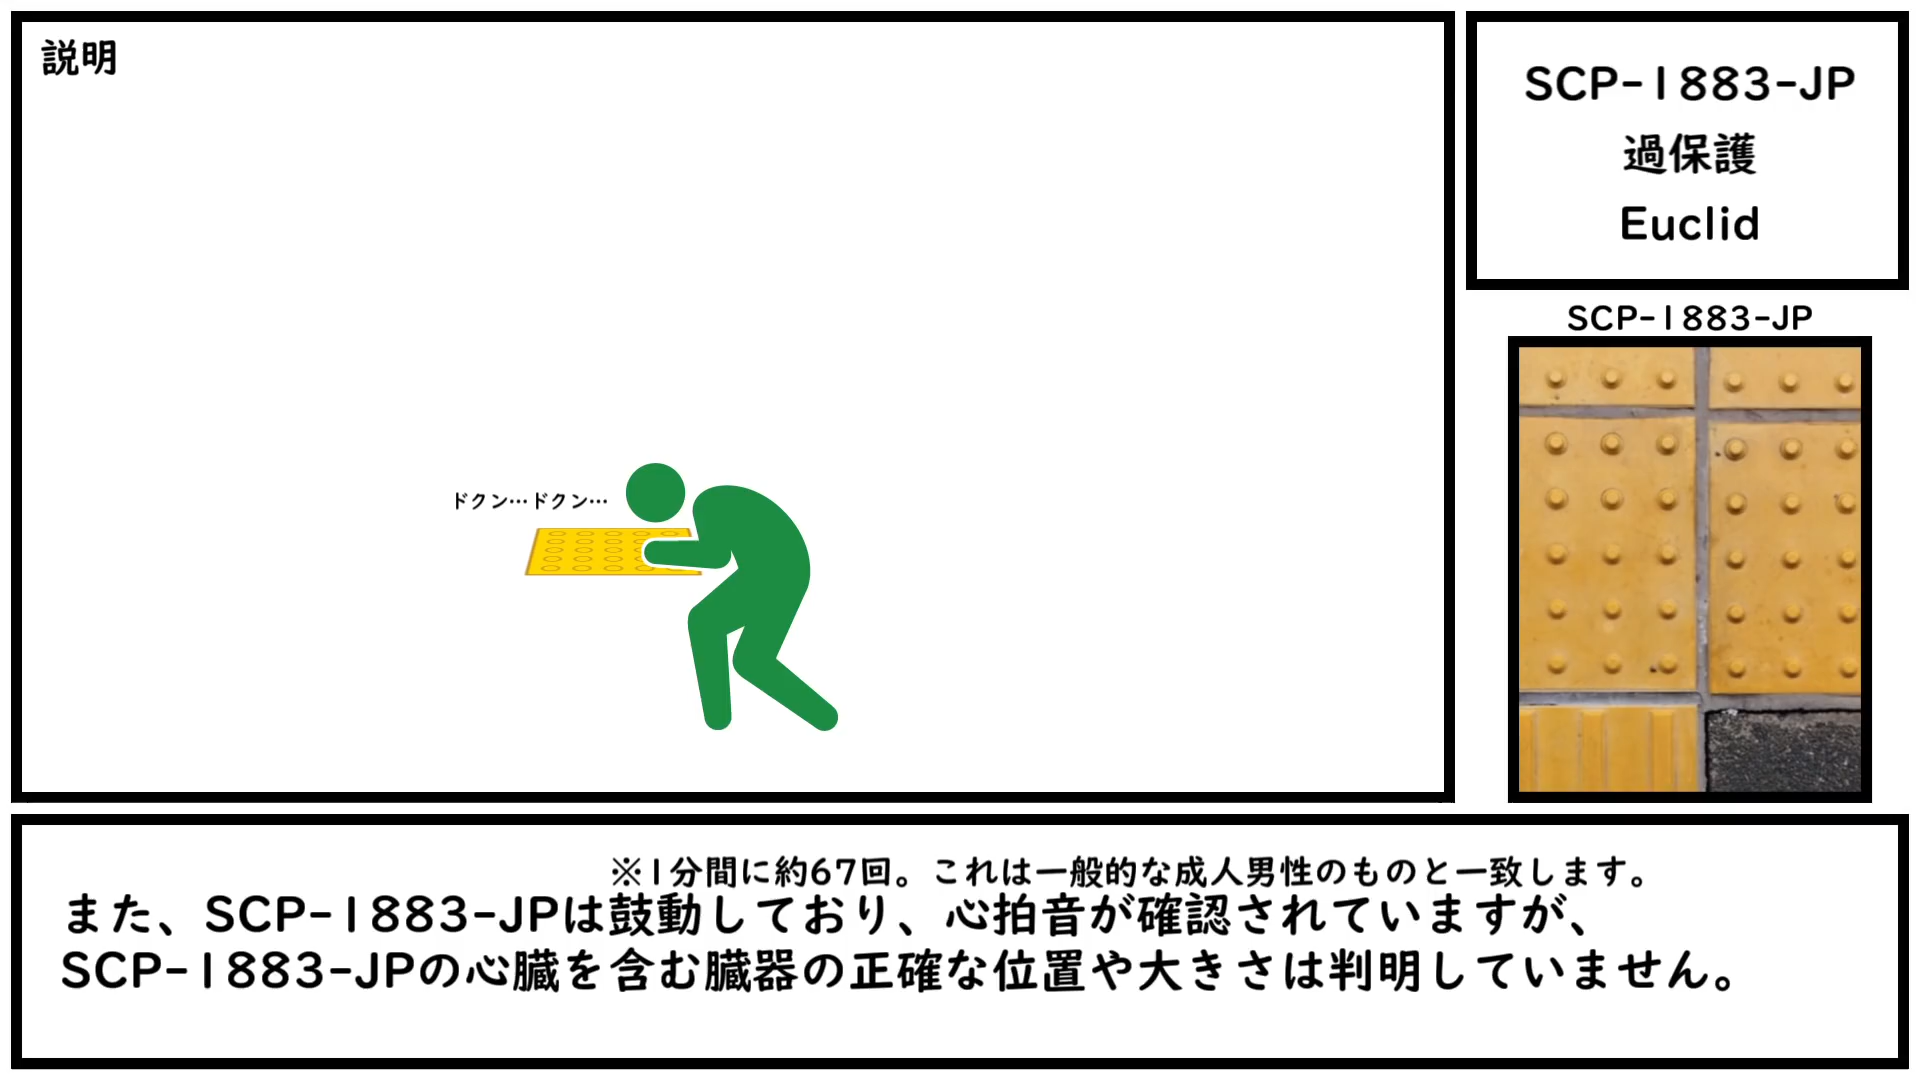 説明
ドクン…ドクン…
SCP-1883-JP
過保護
Euclid
SCP-1883-JP
※1分間に約67回。これは一般的な成人男性のものと一致します。
また、SCP-1883-JPは鼓動しており、心拍音が確認されていますが、
SCP-1883-JPの心臓を含む臓器の正確な位置や大きさは判明していません。